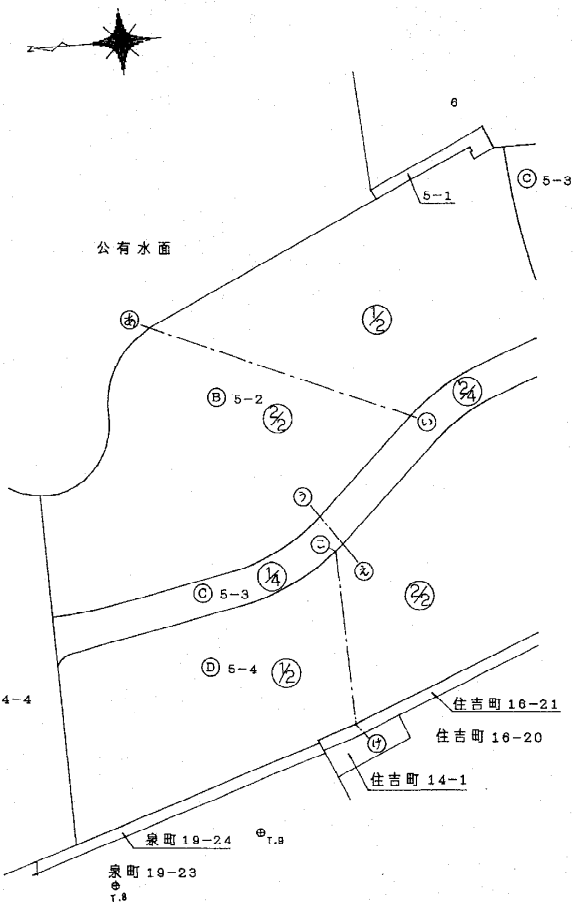 Z
6
Ⓒ 5-3
5-1
公有水面
あ
1/2
2/4
Ⓑ 5-2
2/2
い
う
こ
え
1/4
Ⓒ 5-3
2/2
Ⓓ 5-4
1/2
4-4
住吉町 16-21
住吉町 16-20
け
住吉町 14-1
泉町 19-24
T.9
泉町 19-23
T.8